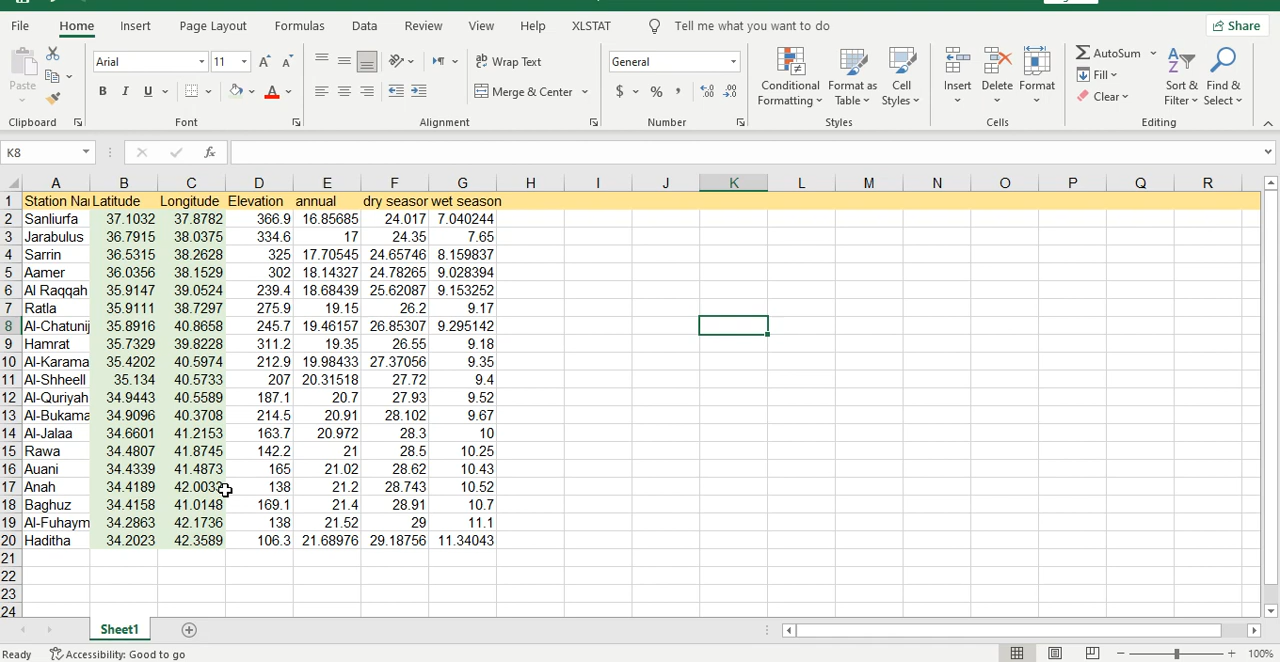 File Home Insert Page Layout Formulas Data Review View Help XLSTAT Tell me what you want to do Share
Arial 11 Wrap Text General AutoSum
Paste Conditional Format as Cell Insert Delete Format Fill Sort & Find &
B I U Merge & Center $ % Formatting Table Styles Clear Filter Select
Clipboard Font Alignment Number Styles Cells Editing
K8 fx
A B C D E F G H I J K L M N O P Q R
1 Station Nar Latitude Longitude Elevation annual dry seasor wet season
2 Sanliurfa 37.1032 37.8782 366.9 16.85685 24.017 7.040244
3 Jarabulus 36.7915 38.0375 334.6 17 24.35 7.65
4 Sarrin 36.5315 38.2628 325 17.70545 24.65746 8.159837
5 Aamer 36.0356 38.1529 302 18.14327 24.78265 9.028394
6 Al Raqqah 35.9147 39.0524 239.4 18.68439 25.62087 9.153252
7 Ratla 35.9111 38.7297 275.9 19.15 26.2 9.17
8 Al-Chatunij 35.8916 40.8658 245.7 19.46157 26.85307 9.295142
9 Hamrat 35.7329 39.8228 311.2 19.35 26.55 9.18
10 Al-Karama 35.4202 40.5974 212.9 19.98433 27.37056 9.35
11 Al-Shheell 35.134 40.5733 207 20.31518 27.72 9.4
12 Al-Quriyah 34.9443 40.5589 187.1 20.7 27.93 9.52
13 Al-Bukama 34.9096 40.3708 214.5 20.91 28.102 9.67
14 Al-Jalaa 34.6601 41.2153 163.7 20.972 28.3 10
15 Rawa 34.4807 41.8745 142.2 21 28.5 10.25
16 Auani 34.4339 41.4873 165 21.02 28.62 10.43
17 Anah 34.4189 42.0033 138 21.2 28.743 10.52
18 Baghuz 34.4158 41.0148 169.1 21.4 28.91 10.7
19 Al-Fuhaym 34.2863 42.1736 138 21.52 29 11.1
20 Haditha 34.2023 42.3589 106.3 21.68976 29.18756 11.34043
21
22
23
24
Sheet1
Ready Accessibility: Good to go 100%